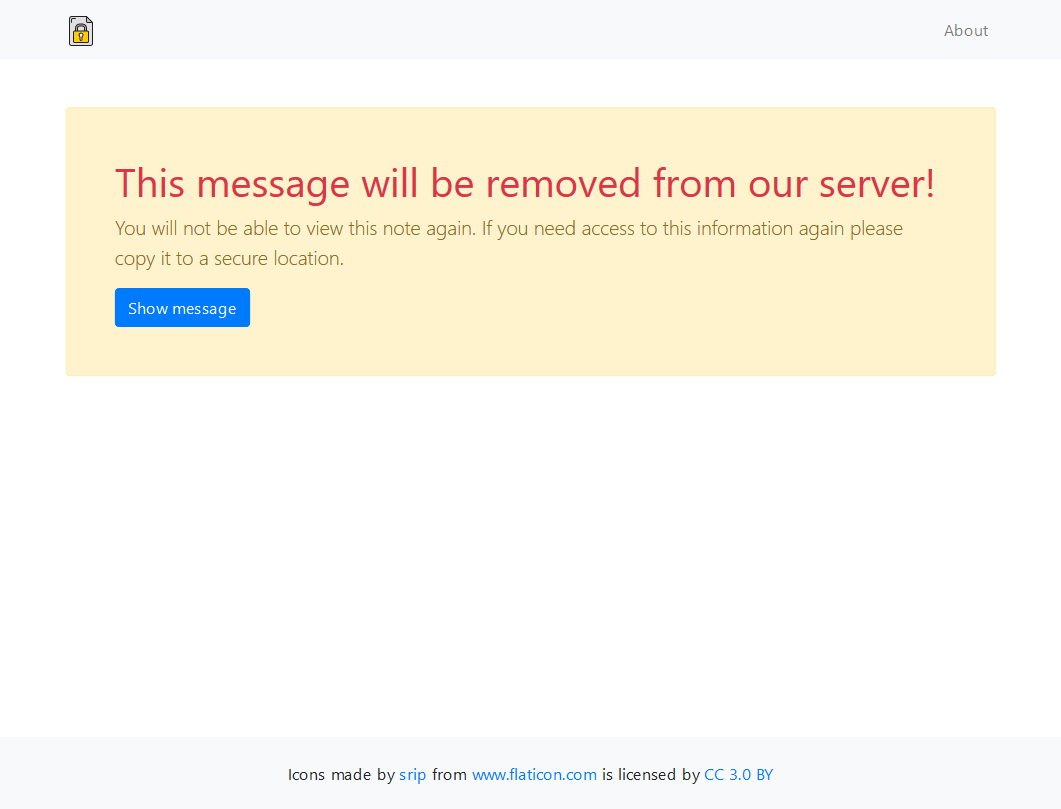 About
This message will be removed from our server!
You will not be able to view this note again. If you need access to this information again please
copy it to a secure location.
Show message
Icons made by srip from www.flaticon.com is licensed by CC 3.0 BY